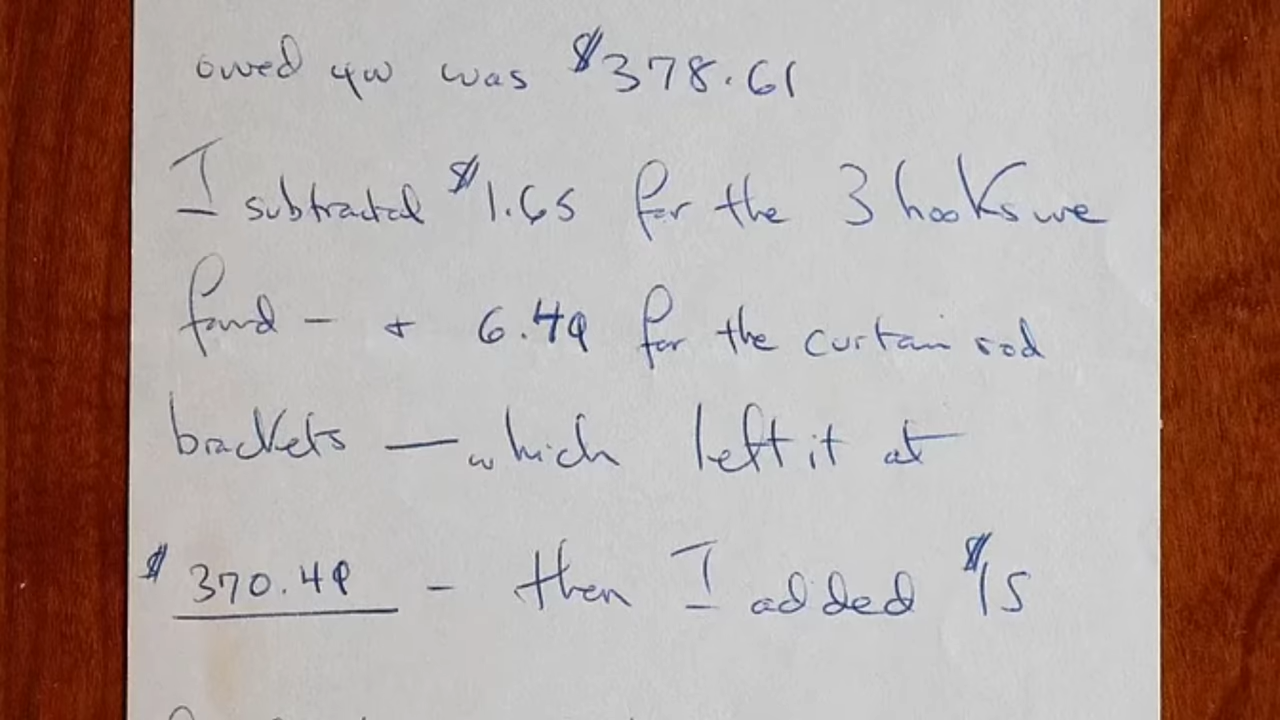 owed you was $378.61
I subtracted $1.65 for the 3 hooks we
found - + 6.49 for the curtain rod
brackets — which left it at
$370.49 - then I added $15